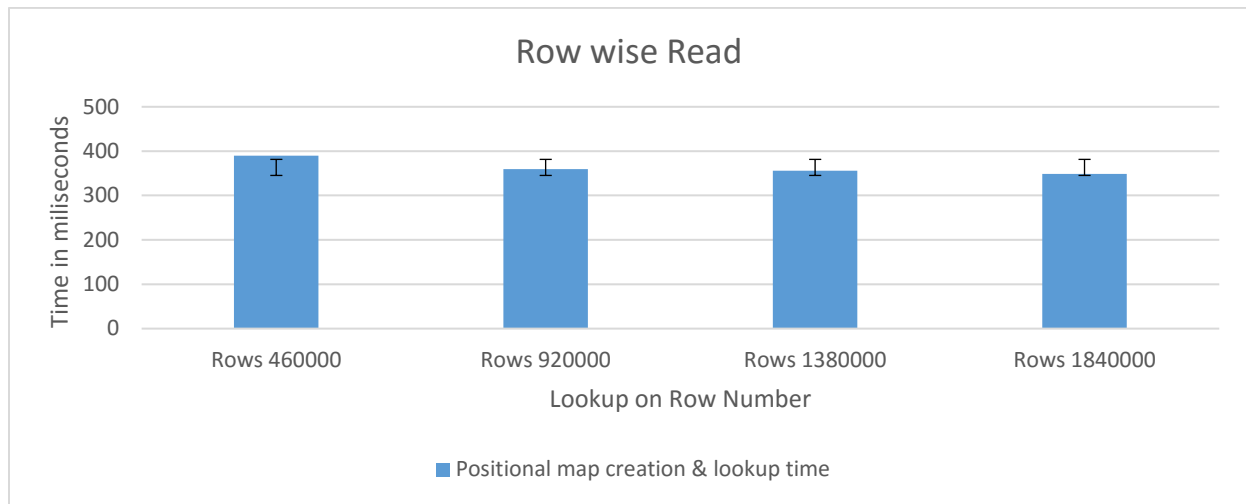 Row wise Read
Time in miliseconds
500
400
300
200
100
0
Rows 460000 Rows 920000 Rows 1380000 Rows 1840000
Lookup on Row Number
Positional map creation & lookup time